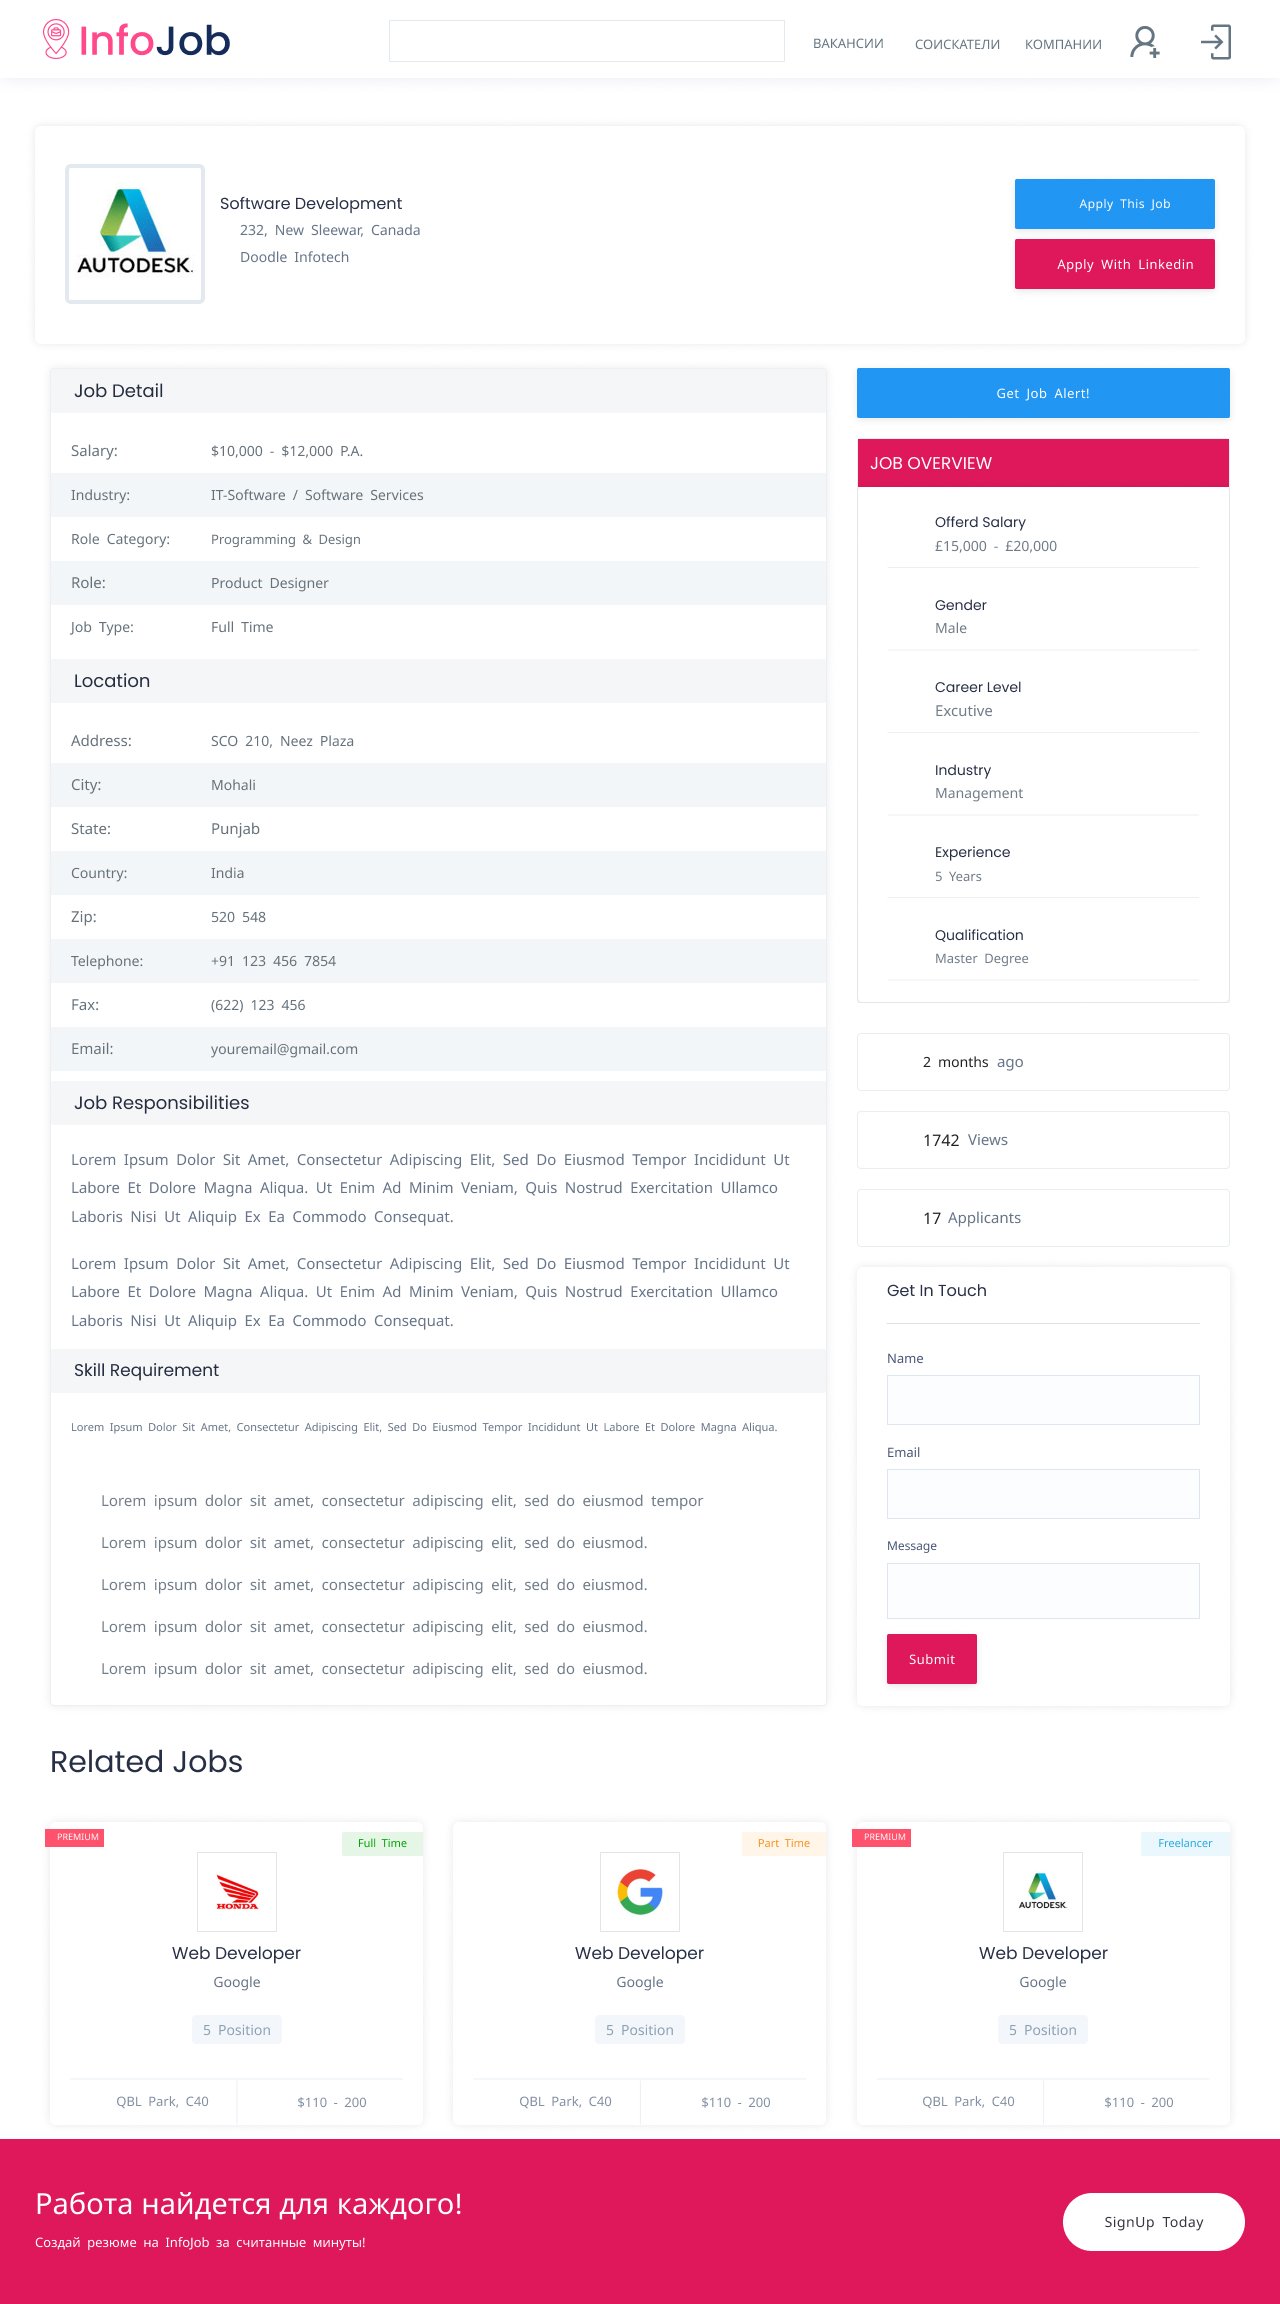 InfoJob
ВАКАНСИИ
СОИСКАТЕЛИ
КОМПАНИИ
AUTODESK.
Software Development
232, New Sleewar, Canada
Doodle Infotech
Apply This Job
Apply With Linkedin
Job Detail
Salary: $10,000 - $12,000 P.A.
Industry: IT-Software / Software Services
Role Category: Programming & Design
Role: Product Designer
Job Type: Full Time
Location
Address: SCO 210, Neez Plaza
City: Mohali
State: Punjab
Country: India
Zip: 520 548
Telephone: +91 123 456 7854
Fax: (622) 123 456
Email: youremail@gmail.com
Job Responsibilities
Lorem Ipsum Dolor Sit Amet, Consectetur Adipiscing Elit, Sed Do Eiusmod Tempor Incididunt Ut
Labore Et Dolore Magna Aliqua. Ut Enim Ad Minim Veniam, Quis Nostrud Exercitation Ullamco
Laboris Nisi Ut Aliquip Ex Ea Commodo Consequat.
Lorem Ipsum Dolor Sit Amet, Consectetur Adipiscing Elit, Sed Do Eiusmod Tempor Incididunt Ut
Labore Et Dolore Magna Aliqua. Ut Enim Ad Minim Veniam, Quis Nostrud Exercitation Ullamco
Laboris Nisi Ut Aliquip Ex Ea Commodo Consequat.
Skill Requirement
Lorem Ipsum Dolor Sit Amet, Consectetur Adipiscing Elit, Sed Do Eiusmod Tempor Incididunt Ut Labore Et Dolore Magna Aliqua.
Lorem ipsum dolor sit amet, consectetur adipiscing elit, sed do eiusmod tempor
Lorem ipsum dolor sit amet, consectetur adipiscing elit, sed do eiusmod.
Lorem ipsum dolor sit amet, consectetur adipiscing elit, sed do eiusmod.
Lorem ipsum dolor sit amet, consectetur adipiscing elit, sed do eiusmod.
Lorem ipsum dolor sit amet, consectetur adipiscing elit, sed do eiusmod.
Get Job Alert!
JOB OVERVIEW
Offerd Salary
£15,000 - £20,000
Gender
Male
Career Level
Excutive
Industry
Management
Experience
5 Years
Qualification
Master Degree
2 months ago
1742 Views
17 Applicants
Get In Touch
Name
Email
Message
Submit
Related Jobs
PREMIUM
Full Time
HONDA
Web Developer
Google
5 Position
QBL Park, C40
$110 - 200
Part Time
G
Web Developer
Google
5 Position
QBL Park, C40
$110 - 200
PREMIUM
Freelancer
AUTODESK.
Web Developer
Google
5 Position
QBL Park, C40
$110 - 200
Работа найдется для каждого!
Создай резюме на InfoJob за считанные минуты!
SignUp Today